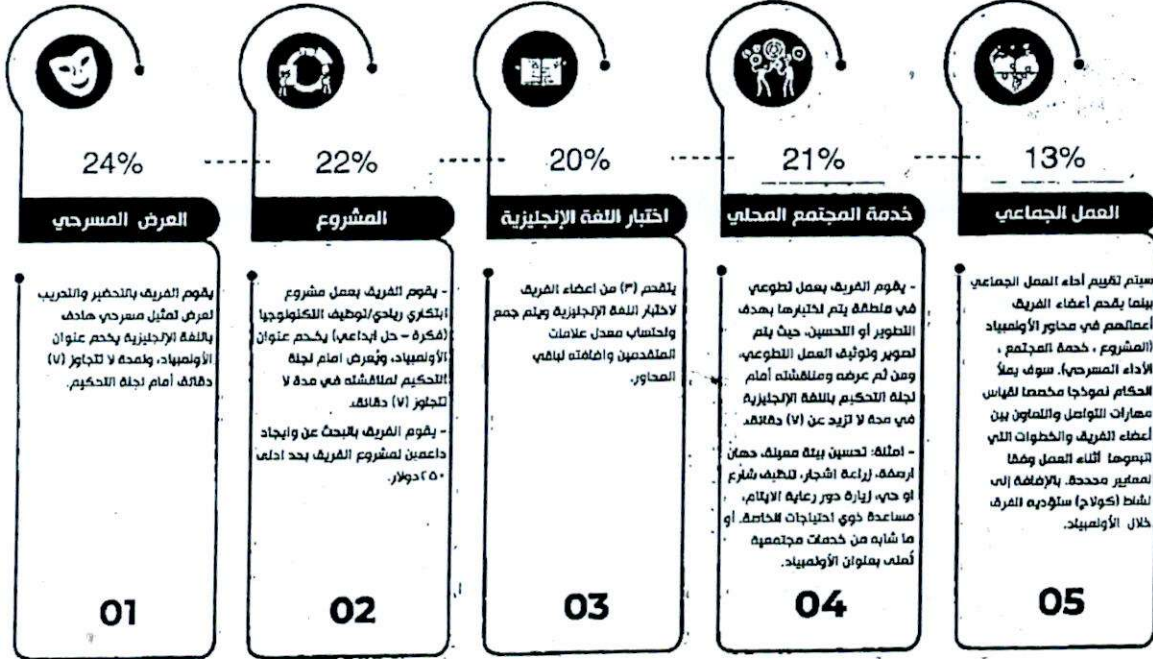 24%
العرض المسرحي
يقوم الفريق بالتحضير والتدريب
لعرض تمثيل مسرحي هادف
باللغة الإنجليزية يخدم عنوان
الأولمبياد، ولمدة لا تتجاوز (٧)
دقائق أمام لجنة التحكيم.
01
22%
المشروع
- يقوم الفريق بعمل مشروع
ابتكاري ريادي/توظيف التكنولوجيا
(فكرة - حل إبداعي) يخدم عنوان
الأولمبياد، ويُعرض امام لجنة
التحكيم لمناقشته في مدة لا
تتجاوز (٧) دقائق.
- يقوم الفريق بالبحث عن وايجاد
داعمين لمشروع الفريق بحد ادنى
٢٥٠دولار.
02
20%
اختبار اللغة الإنجليزية
يتقدم (٣) من اعضاء الفريق
لاختبار اللغة الإنجليزية ويتم جمع
واحتساب معدل علامات
المتقدمين واضافته لباقي
المحاور.
03
21%
خدمة المجتمع المحلي
- يقوم الفريق بعمل تطوعي
في منطقة يتم اختيارها بهدف
التطوير أو التحسين، حيث يتم
تصوير وتوثيق العمل التطوعي،
ومن ثم عرضه ومناقشته أمام
لجنة التحكيم باللغة الإنجليزية
في مدة لا تزيد عن (٧) دقائق.
- امثلة: تحسين بيئة معينة، دهان
ارصفة، زراعة اشجار، تنظيف شارع
او حي، زيارة دور رعاية الايتام،
مساعدة ذوي احتياجات الخاصة. أو
ما شابه من خدمات مجتمعية
تُعنى بعنوان الأولمبياد.
04
13%
العمل الجماعي
سيتم تقييم أداء العمل الجماعي
بينما يقدم أعضاء الفريق
أعمالهم في محاور الأولمبياد
(المشروع ، خدمة المجتمع ،
الأداء المسرحي). سوف يملأ
الحكام نموذجا مخصصا لقياس
مهارات التواصل والتعاون بين
أعضاء الفريق والخطوات التي
اتبعوها أثناء العمل وفقا
لمعايير محددة. بالإضافة إلى
نشاط (كولاج) ستؤديه الفرق
خلال الأولمبياد.
05